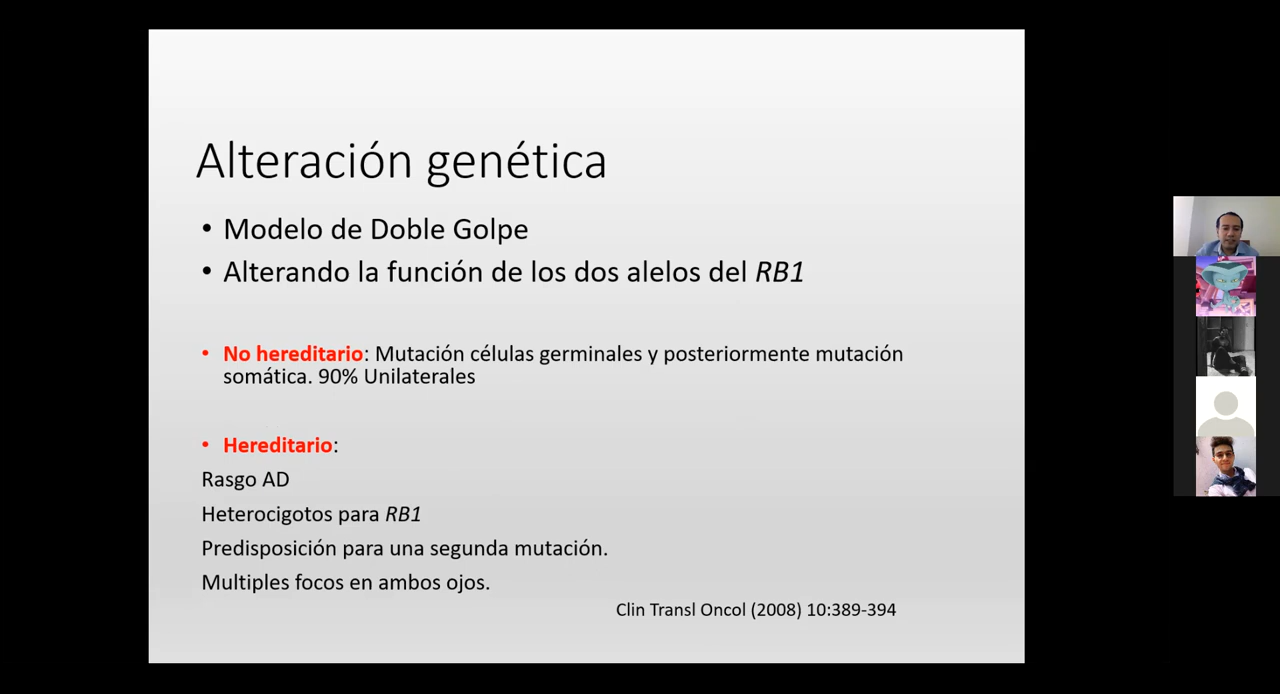 Alteración genética
• Modelo de Doble Golpe
• Alterando la función de los dos alelos del RB1
• No hereditario: Mutación células germinales y posteriormente mutación
somática. 90% Unilaterales
• Hereditario:
Rasgo AD
Heterocigotos para RB1
Predisposición para una segunda mutación.
Multiples focos en ambos ojos.
Clin Transl Oncol (2008) 10:389-394